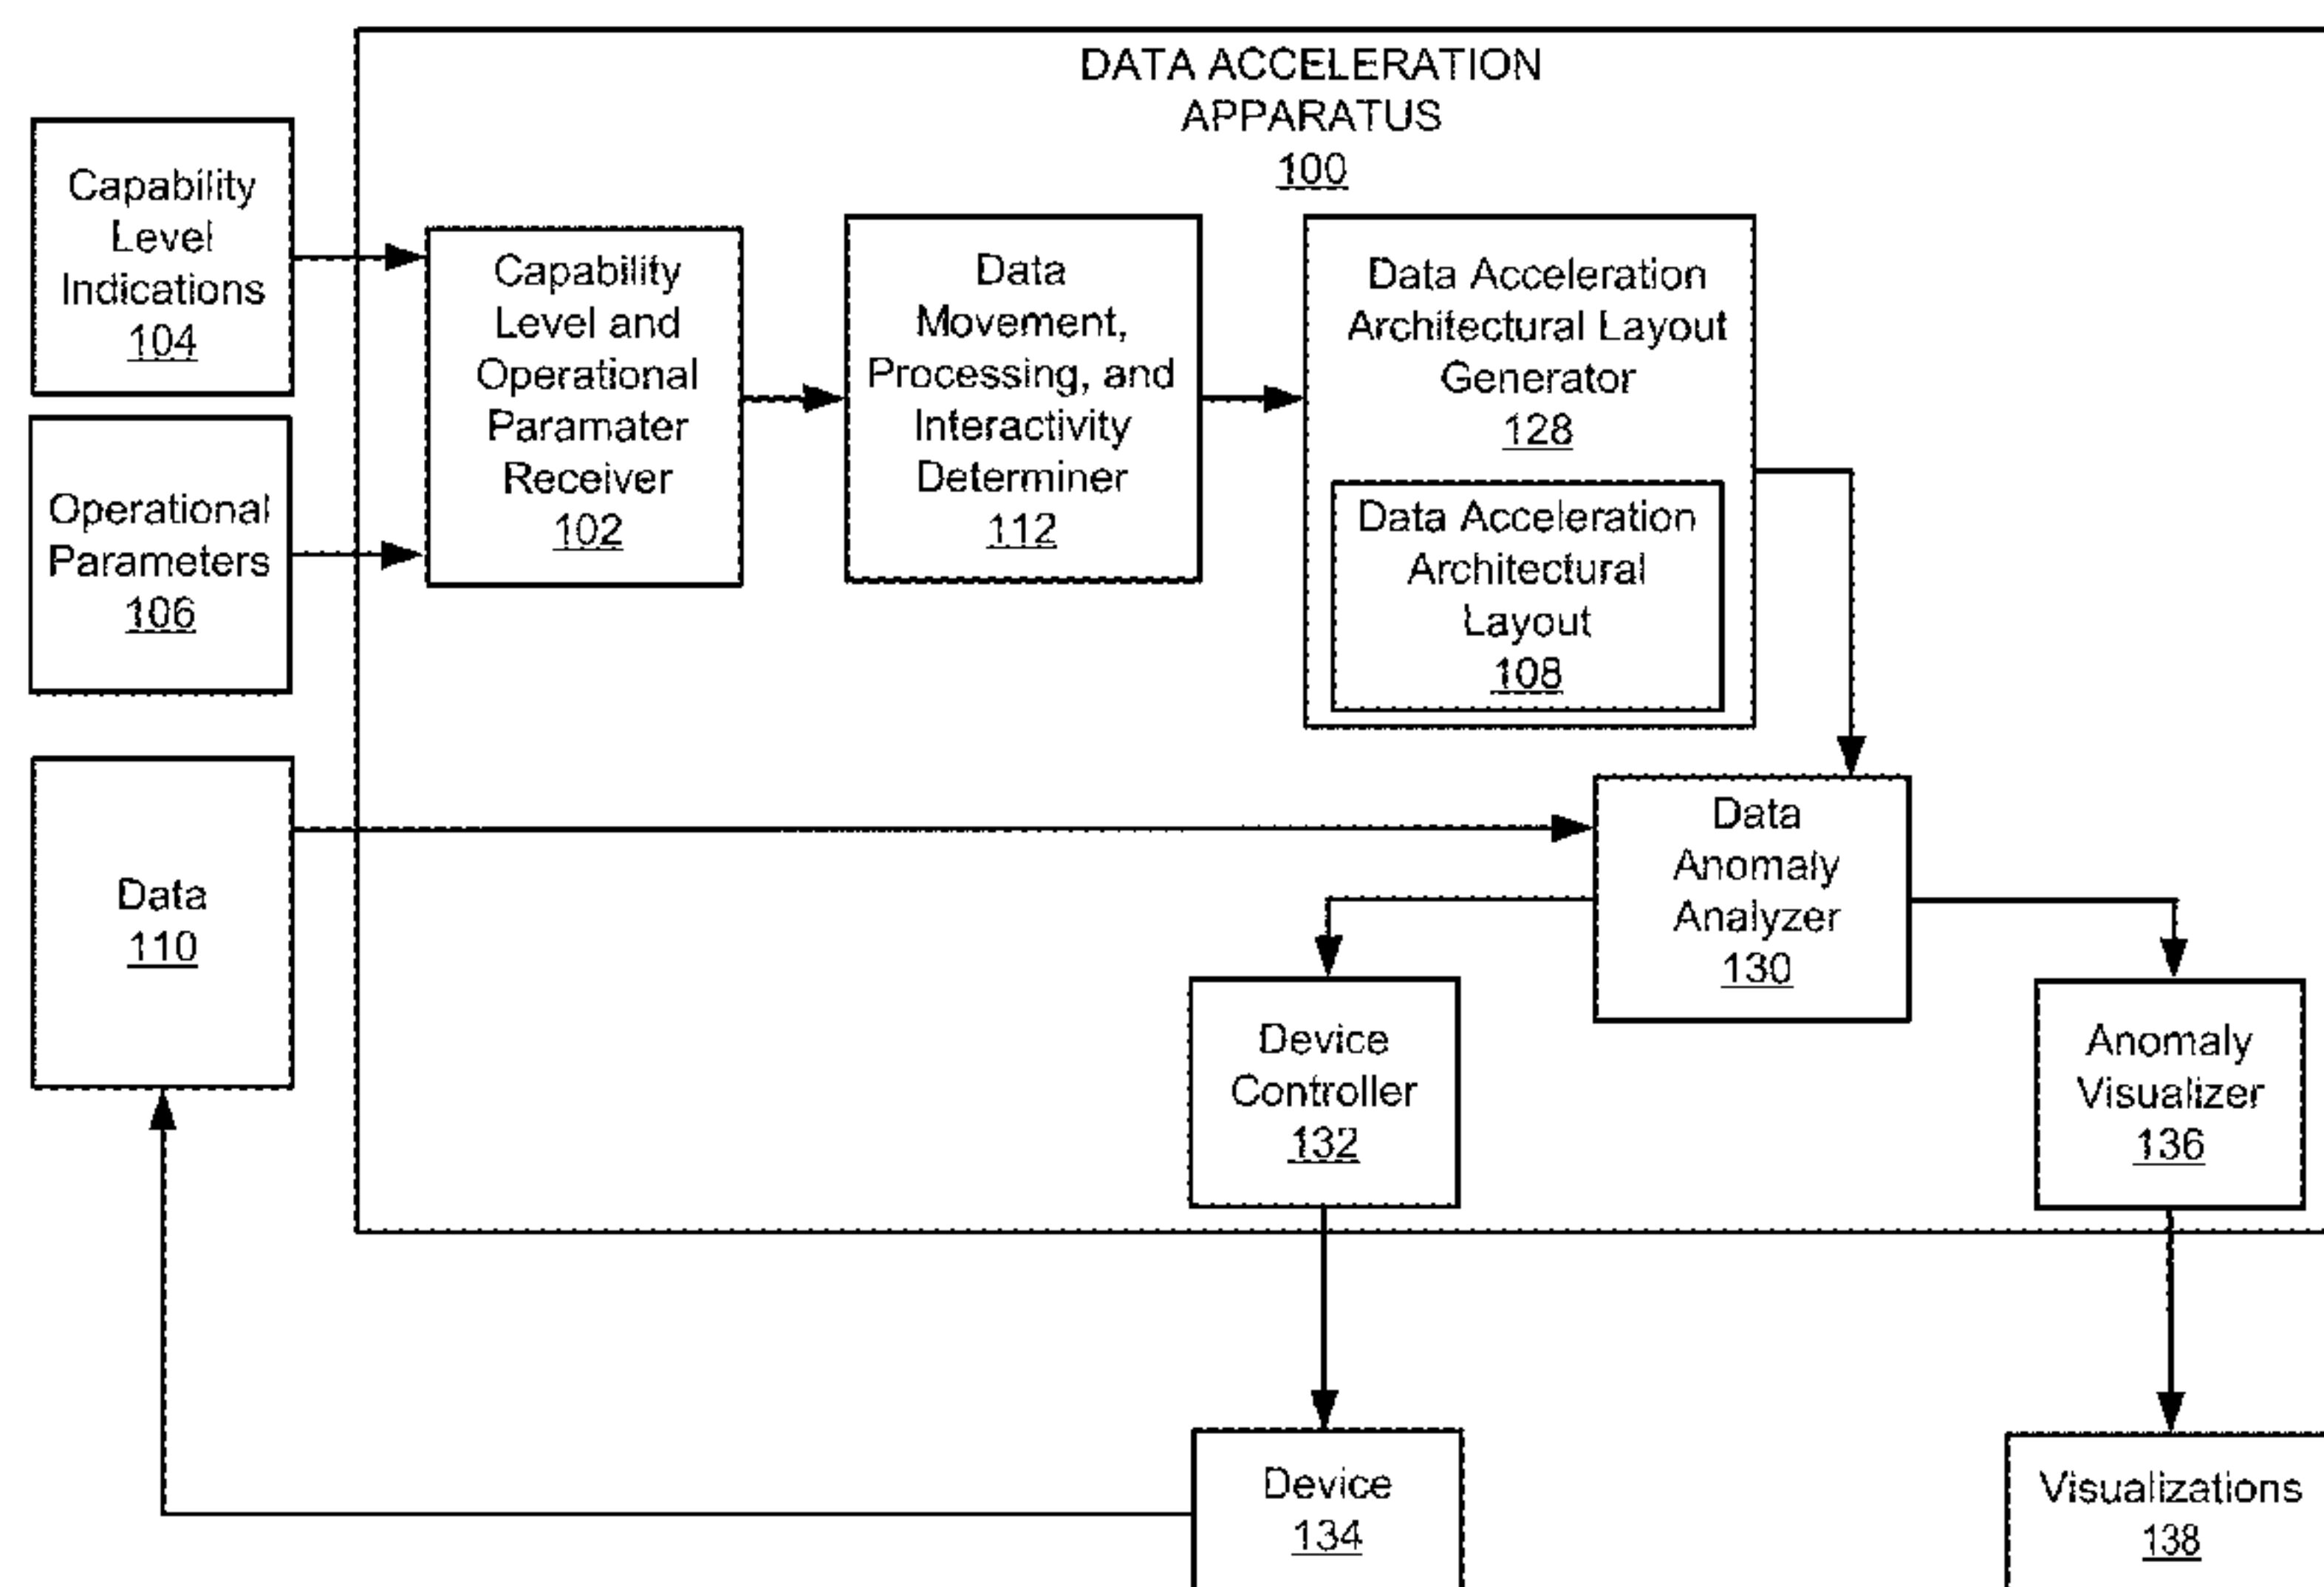 DATA ACCELERATION
APPARATUS
100
Capability
Level
Indications
104
Operational
Parameters
106
Capability
Level and
Operational
Paramater
Receiver
102
Data
Movement,
Processing, and
Interactivity
Determiner
112
Data Acceleration
Architectural Layout
Generator
128
Data Acceleration
Architectural
Layout
108
Data
110
Data
Anomaly
Analyzer
130
Device
Controller
132
Anomaly
Visualizer
136
Device
134
Visualizations
138